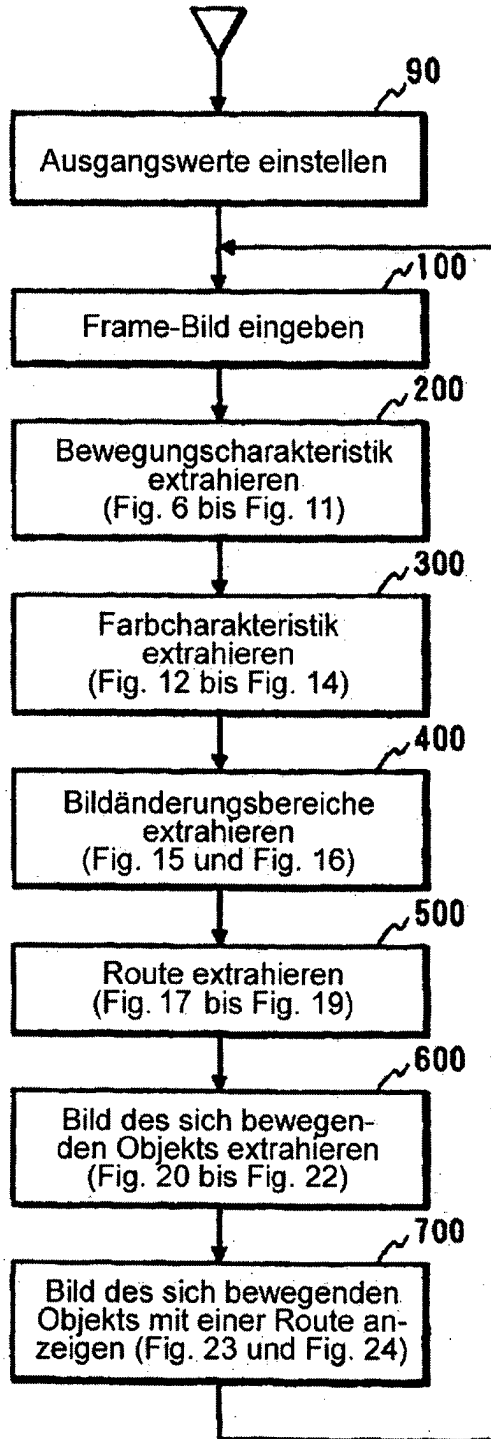 90
Ausgangswerte einstellen
100
Frame-Bild eingeben
200
Bewegungscharakteristik
extrahieren
(Fig. 6 bis Fig. 11)
300
Farbcharakteristik
extrahieren
(Fig. 12 bis Fig. 14)
400
Bildänderungsbereiche
extrahieren
(Fig. 15 und Fig. 16)
500
Route extrahieren
(Fig. 17 bis Fig. 19)
600
Bild des sich bewegen-
den Objekts extrahieren
(Fig. 20 bis Fig. 22)
700
Bild des sich bewegenden
Objekts mit einer Route an-
zeigen (Fig. 23 und Fig. 24)